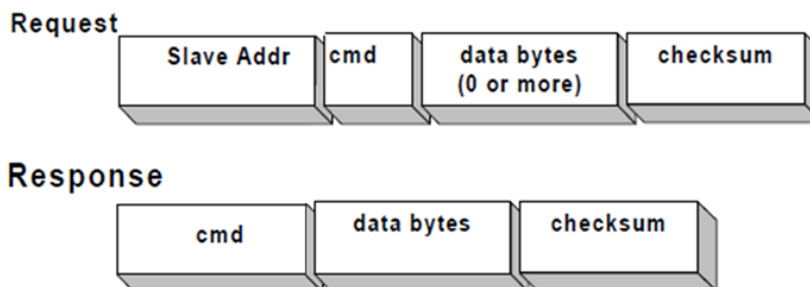 Request
Slave Addr cmd data bytes checksum
(0 or more)
Response
cmd data bytes checksum